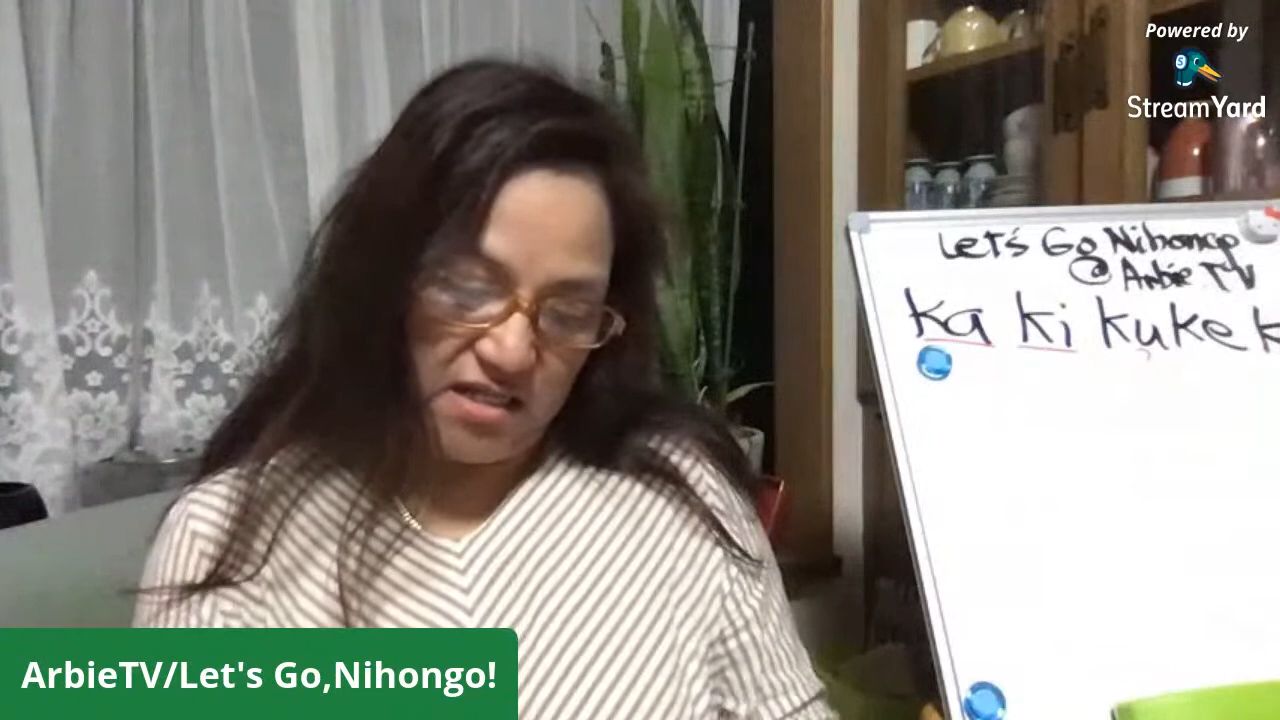 Powered by
StreamYard
Let's Go Nihongo
@ Arbie TV
ka ki ku ke k
ArbieTV/Let's Go,Nihongo!